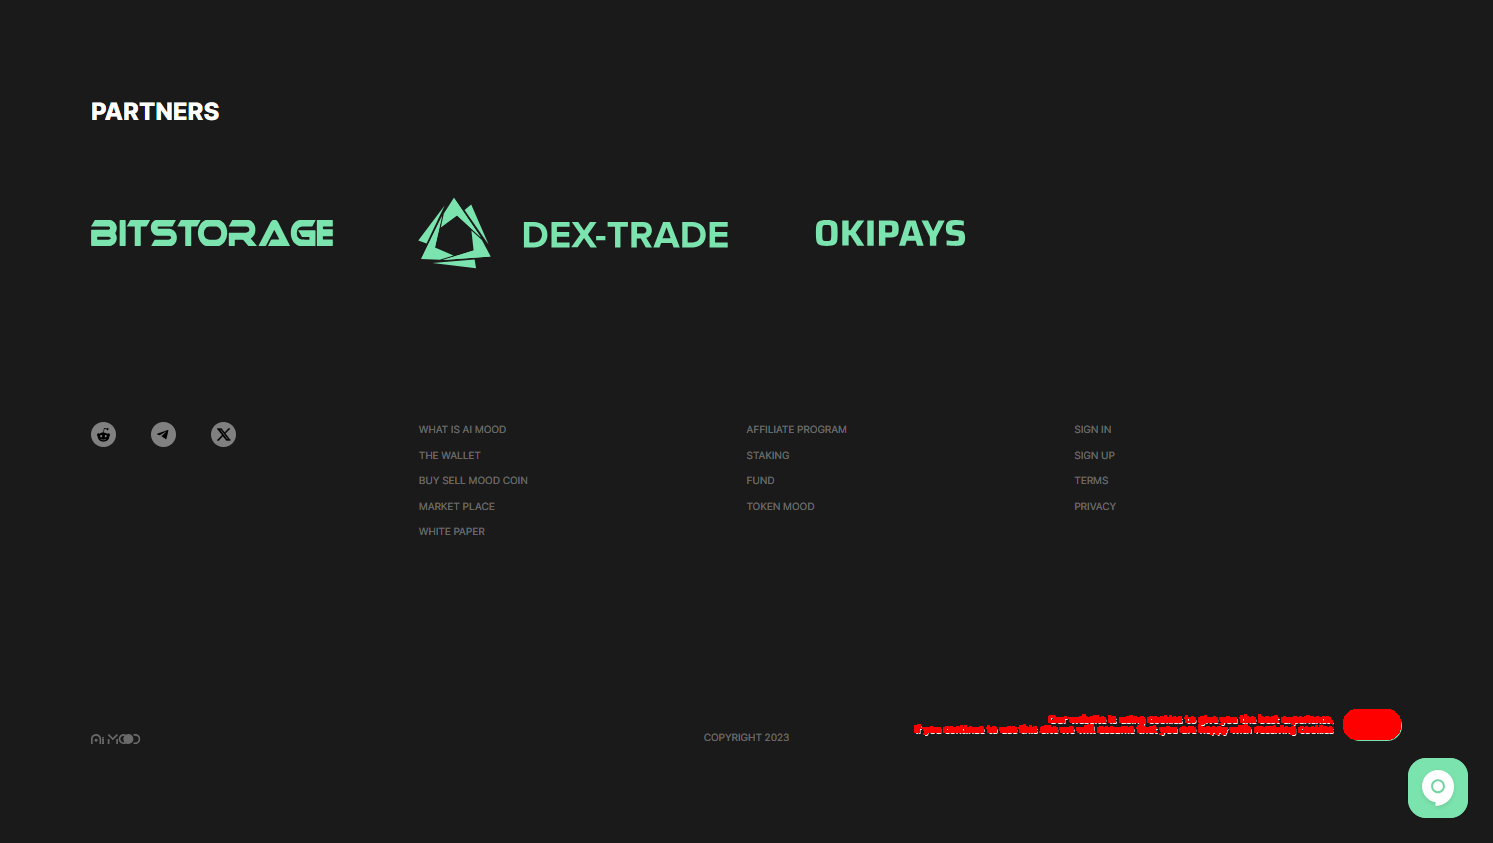 PARTNERS
BITSTORAGE
DEX-TRADE
OKIPAYS
WHAT IS AI MOOD
THE WALLET
BUY SELL MOOD COIN
MARKET PLACE
WHITE PAPER
AFFILIATE PROGRAM
STAKING
FUND
TOKEN MOOD
SIGN IN
SIGN UP
TERMS
PRIVACY
Our website is using cookies to give you the best experience.
If you continue to use this site we will assume that you are happy with receiving cookies
Ai MOOD
COPYRIGHT 2023